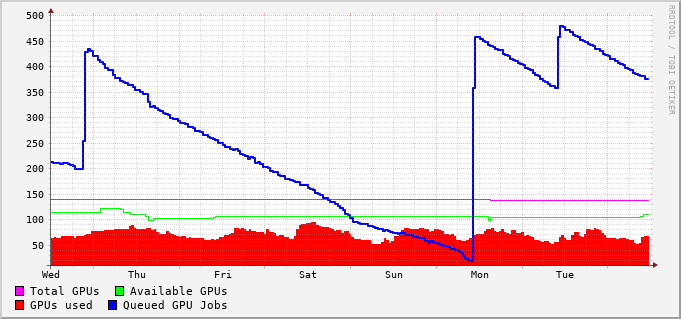 500
450
400
350
300
250
200
150
100
50
Wed Thu Fri Sat Sun Mon Tue
Total GPUs Available GPUs
GPUs used Queued GPU Jobs
RRDTOOL / TOBI OETIKER